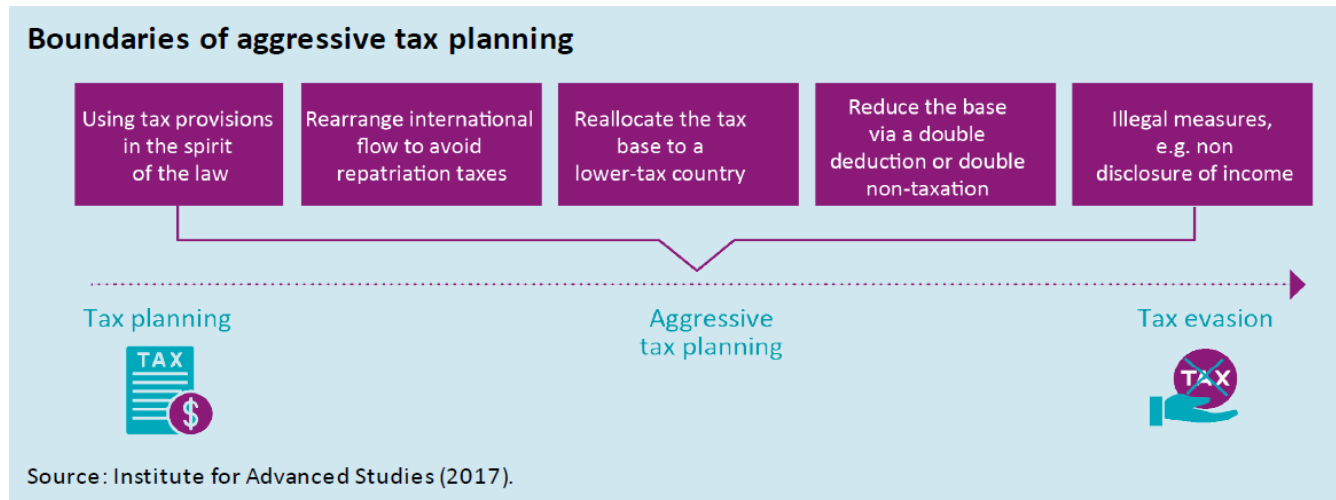 Boundaries of aggressive tax planning
Using tax provisions
in the spirit
of the law
Rearrange international
flow to avoid
repatriation taxes
Reallocate the tax
base to a
lower-tax country
Reduce the base
via a double
deduction or double
non-taxation
Illegal measures,
e.g. non
disclosure of income
Tax planning
Aggressive
tax planning
Tax evasion
TAX
$
TAX
Source: Institute for Advanced Studies (2017).